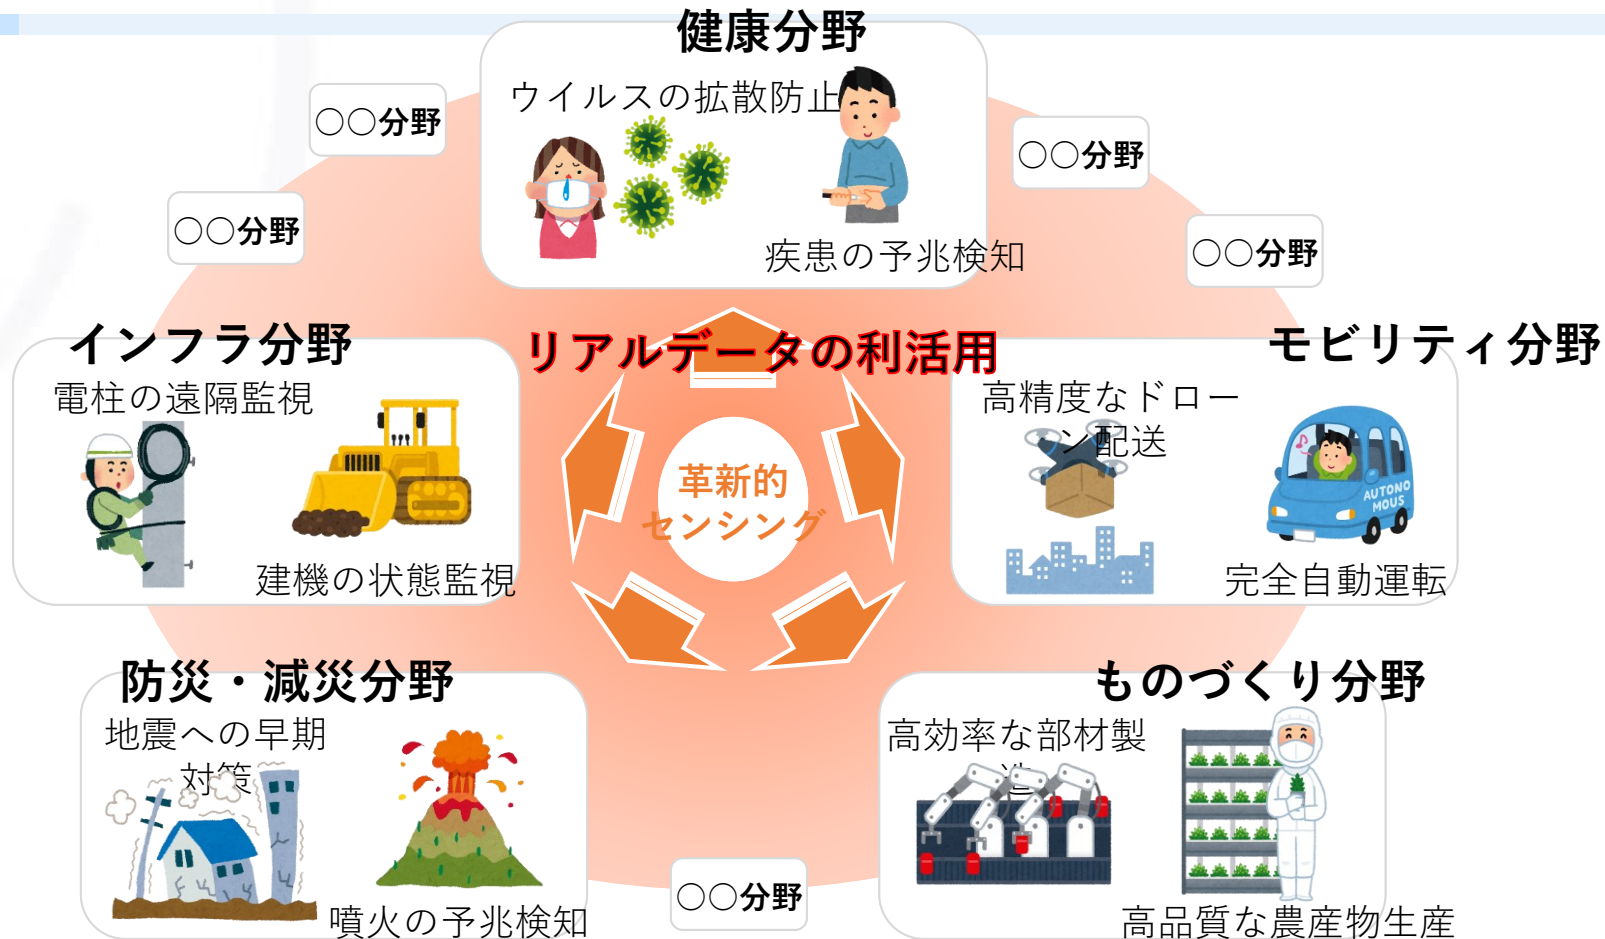 健康分野
ウイルスの拡散防止
疾患の予兆検知
○○分野
○○分野
○○分野
○○分野
インフラ分野
電柱の遠隔監視
建機の状態監視
リアルデータの利活用
革新的
センシング
モビリティ分野
高精度なドロー
ン配送
AUTONO
MOUS
完全自動運転
防災・減災分野
地震への早期
対策
噴火の予兆検知
ものづくり分野
高効率な部材製
造
高品質な農産物生産
○○分野